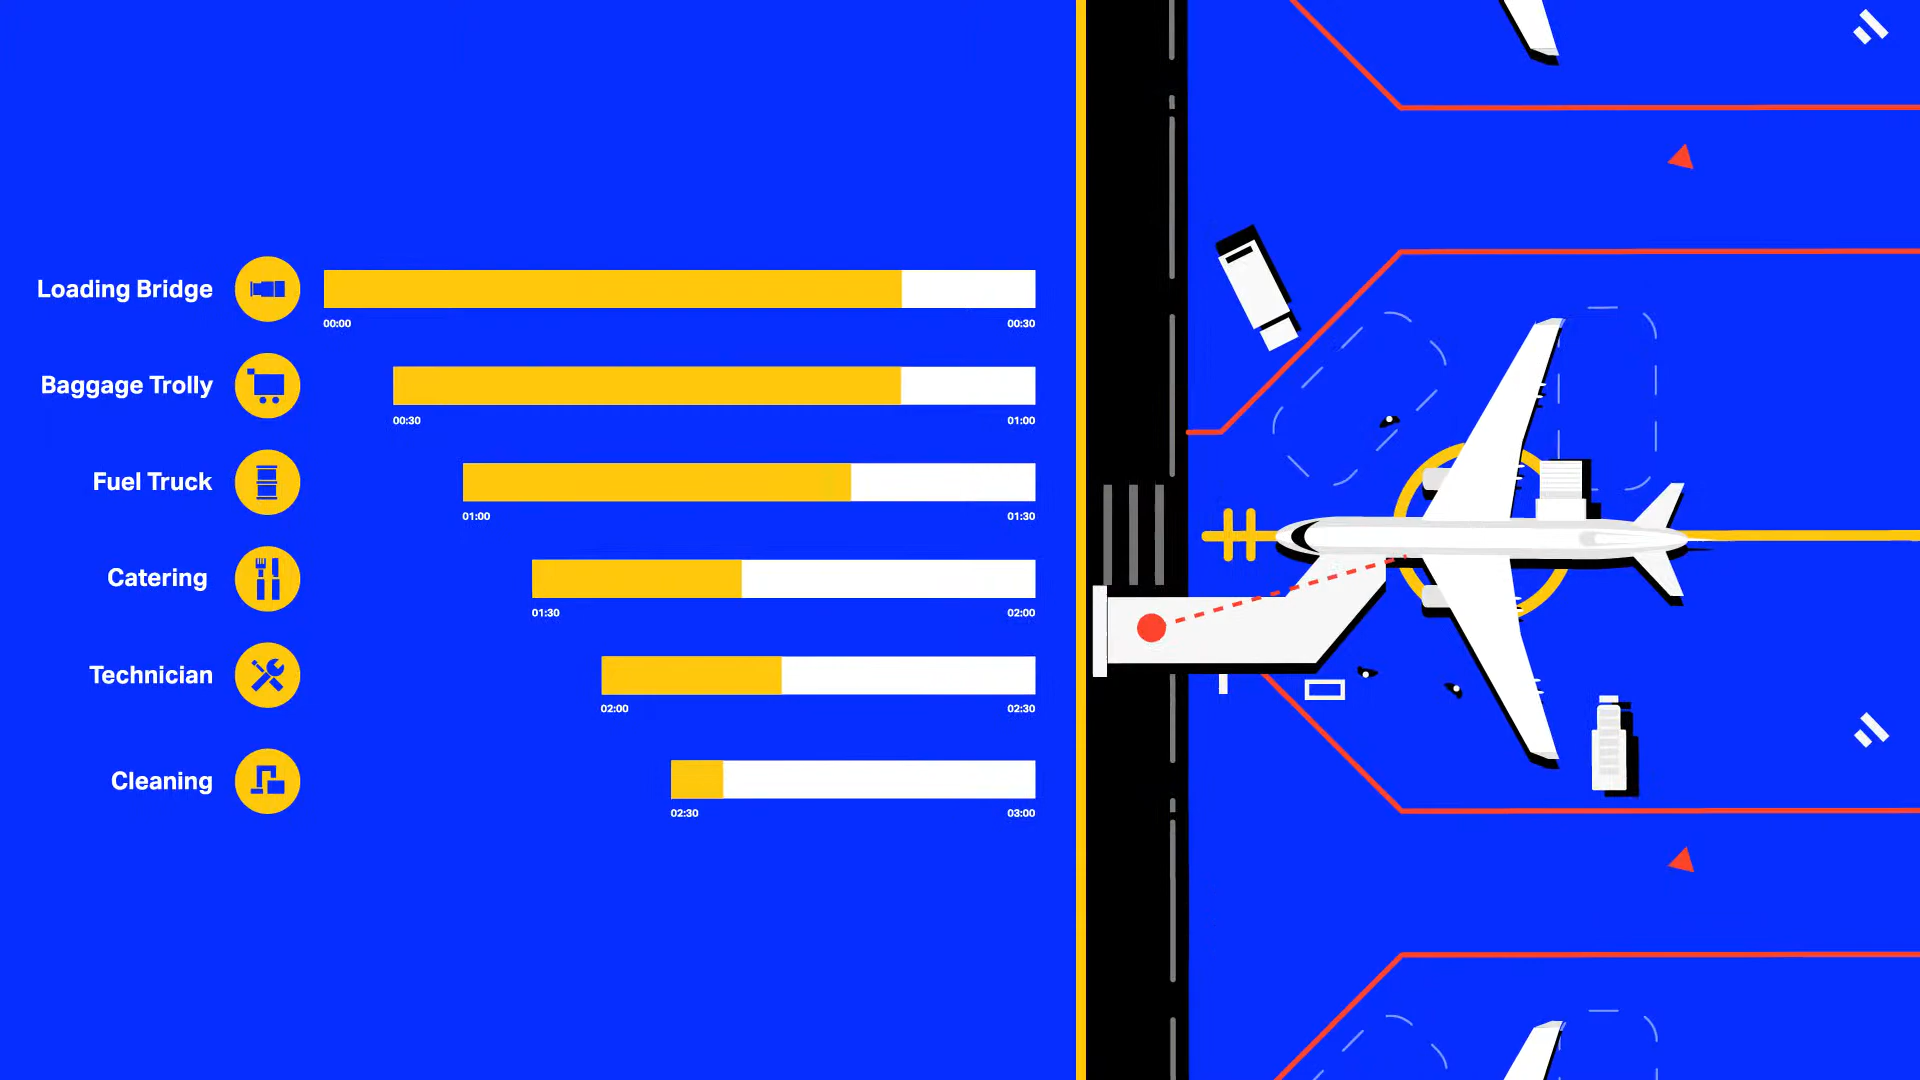 Loading Bridge
00:00 00:30
Baggage Trolly
00:30 01:00
Fuel Truck
01:00 01:30
Catering
01:30 02:00
Technician
02:00 02:30
Cleaning
02:30 03:00